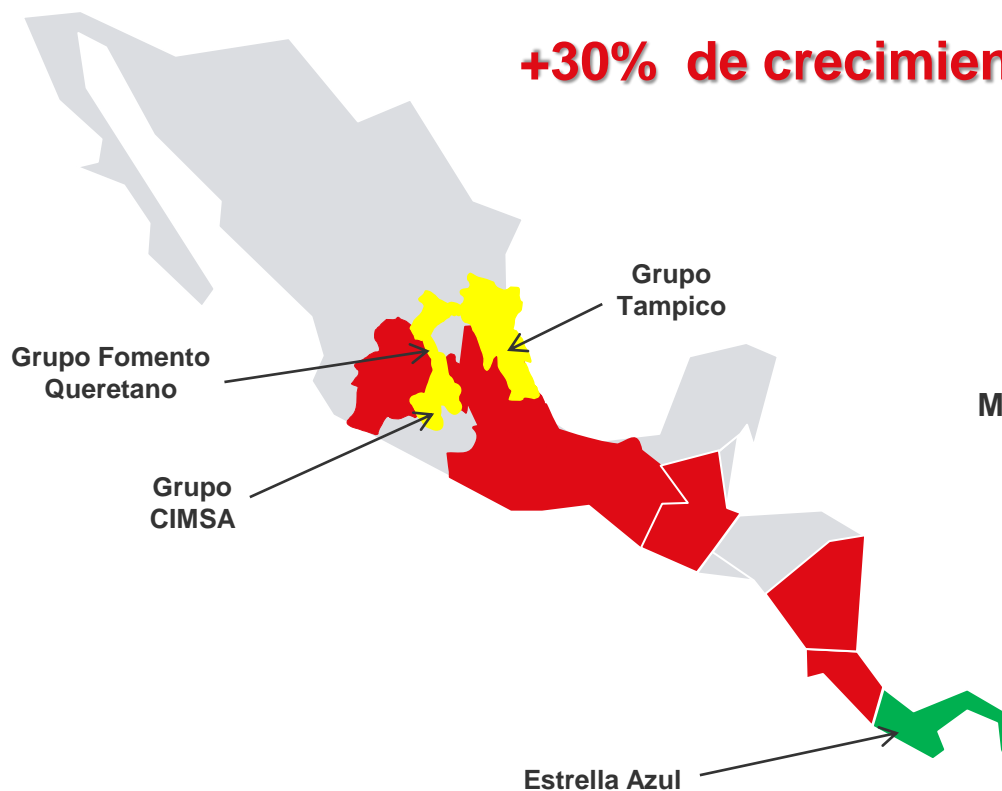 +30% de crecimien
Grupo
Tampico
Grupo Fomento
Queretano
M
Grupo
CIMSA
Estrella Azul